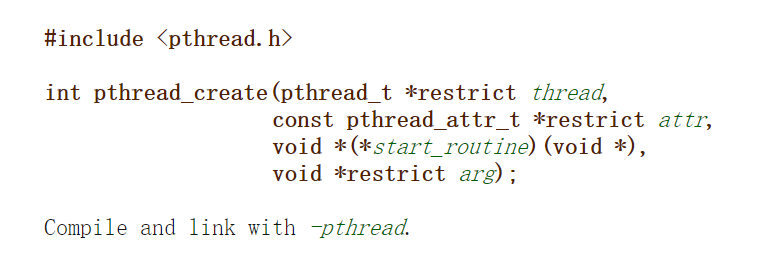 #include <pthread.h>
int pthread_create(pthread_t *restrict thread,
const pthread_attr_t *restrict attr,
void *(*start_routine)(void *),
void *restrict arg);
Compile and link with -pthread.